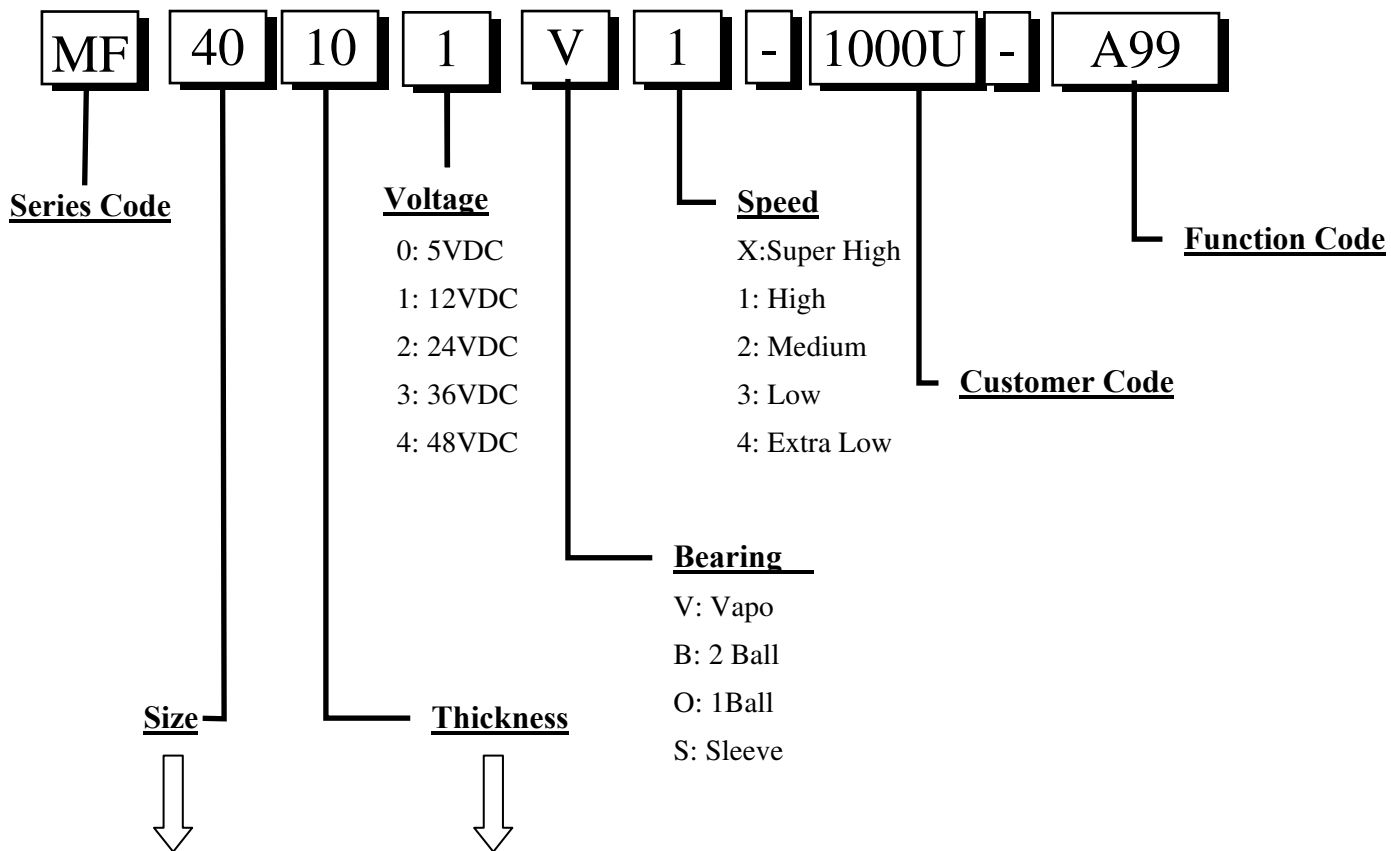 MF 40 10 1 V 1 - 1000U - A99
Series Code
Voltage
0: 5VDC
1: 12VDC
2: 24VDC
3: 36VDC
4: 48VDC
Speed
X:Super High
1: High
2: Medium
3: Low
4: Extra Low
Function Code
Customer Code
Bearing
V: Vapo
B: 2 Ball
O: 1Ball
S: Sleeve
Size
Thickness